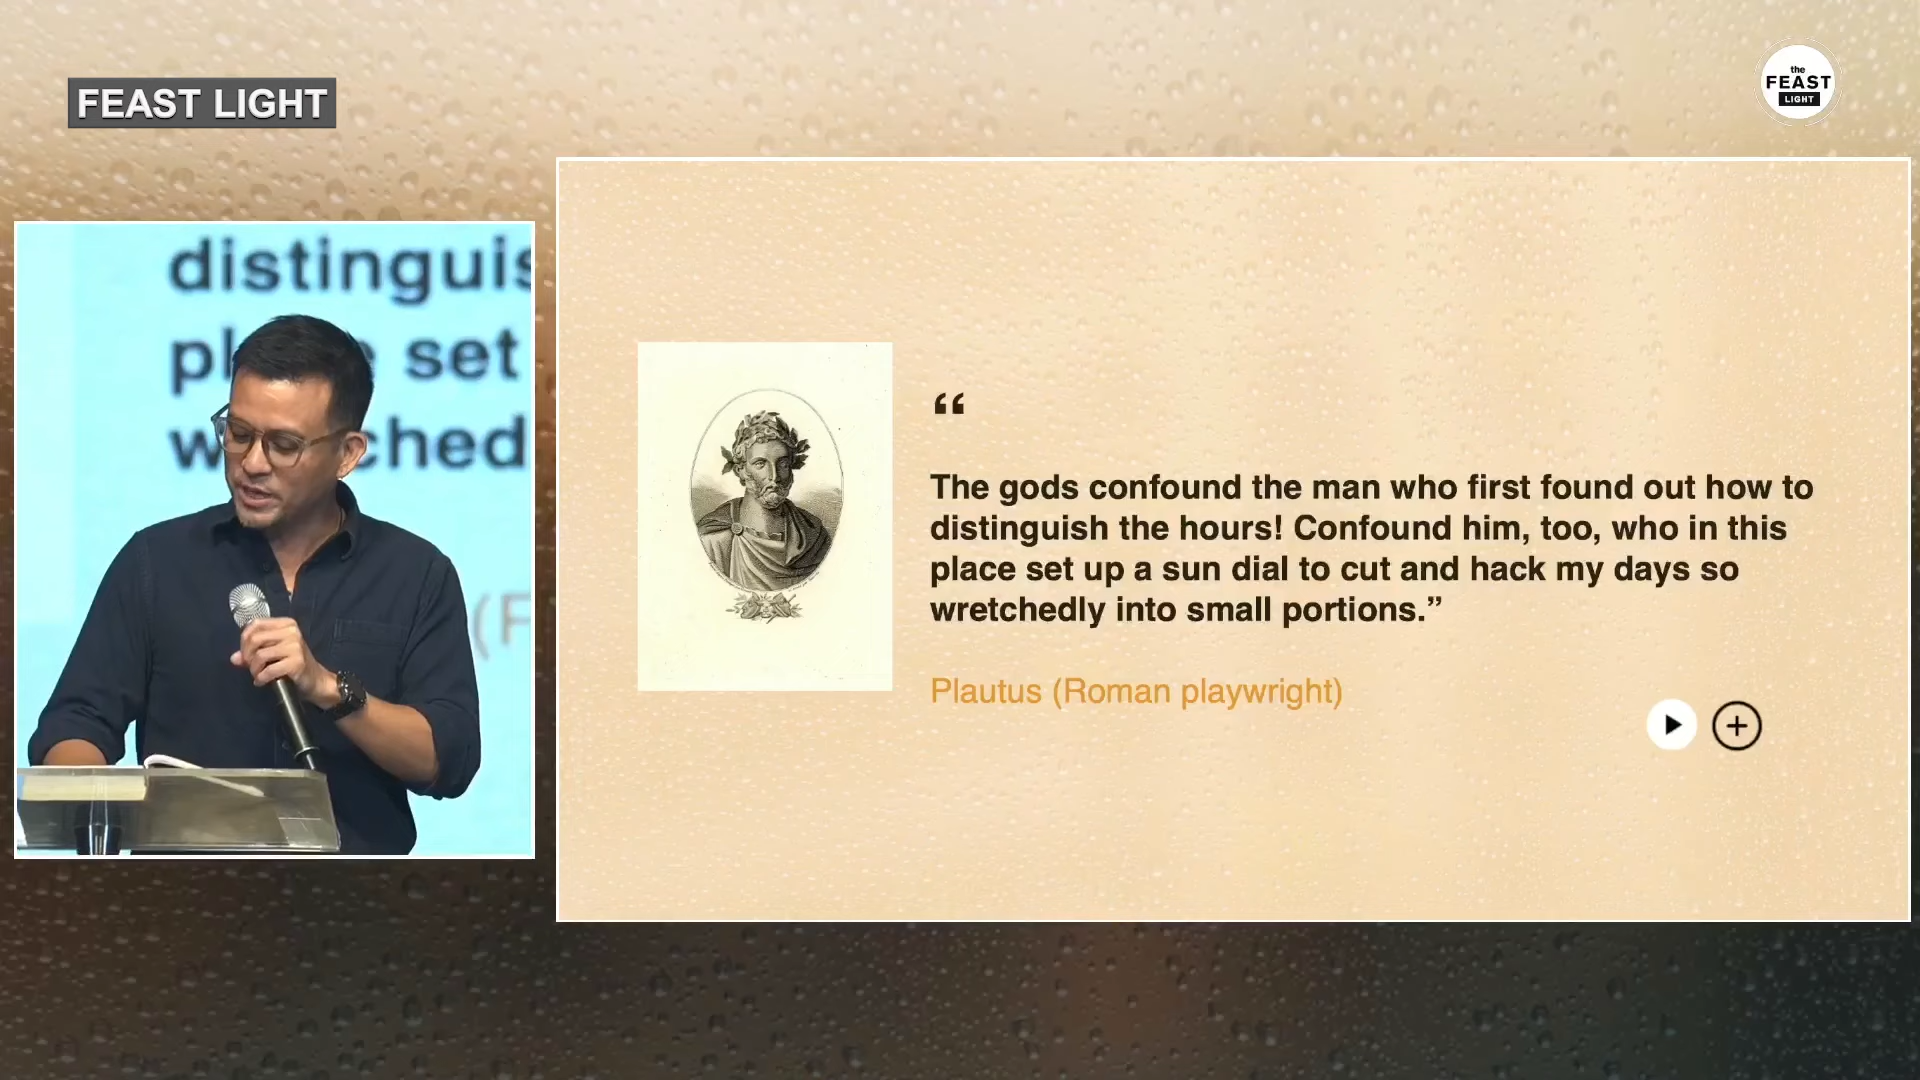 FEAST LIGHT
the
FEAST
LIGHT
distinguis
set
ched
(F
“
The gods confound the man who first found out how to
distinguish the hours! Confound him, too, who in this
place set up a sun dial to cut and hack my days so
wretchedly into small portions.”
Plautus (Roman playwright)